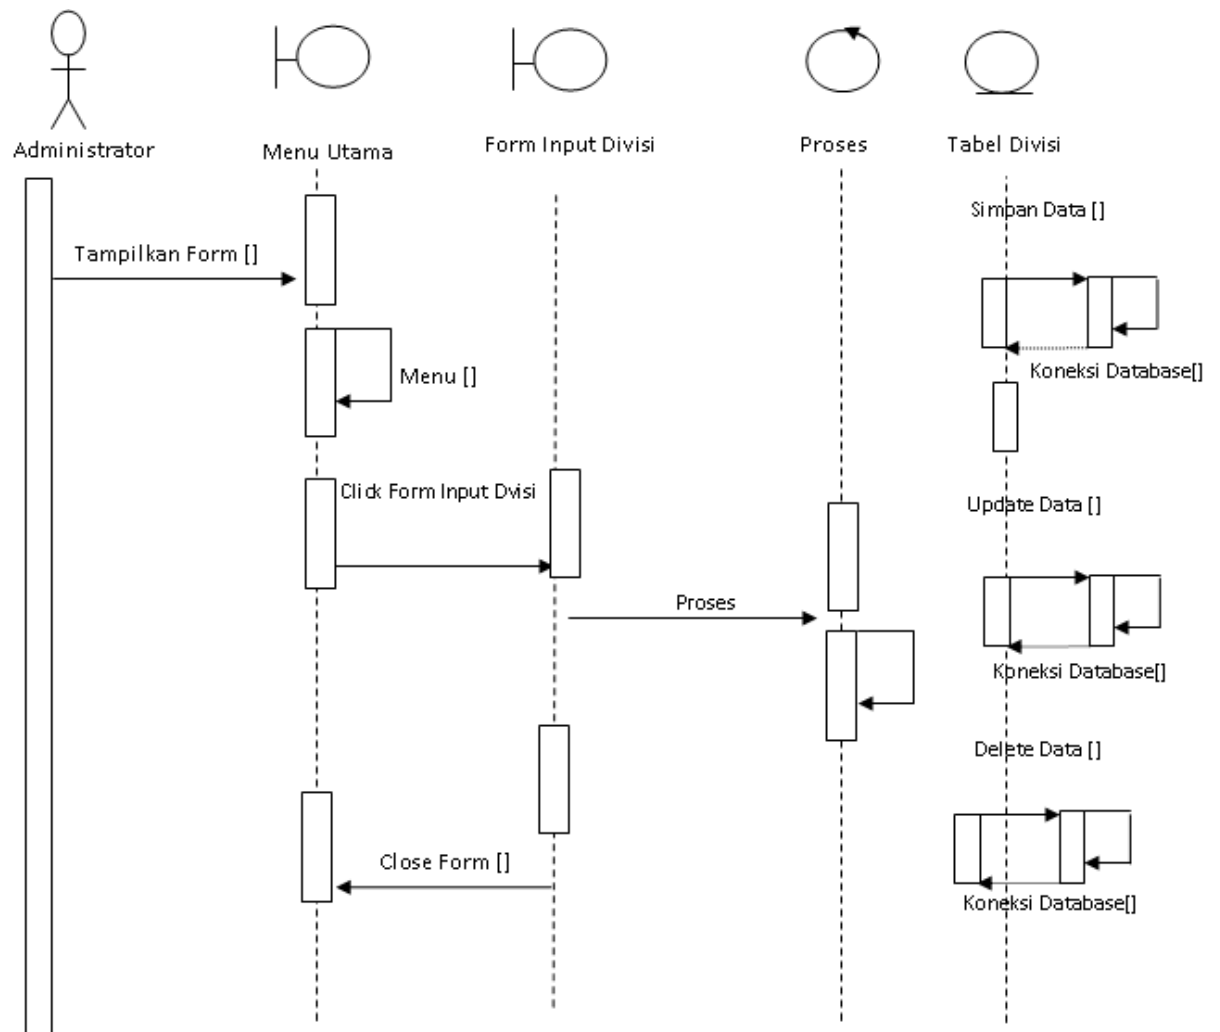 Administrator
Menu Utama
Form Input Divisi
Proses
Tabel Divisi
Simpan Data []
Tampilkan Form []
Koneksi Database[]
Menu []
Click Form Input Dvisi
Update Data []
Proses
Koneksi Database[]
Delete Data []
Close Form []
Koneksi Database[]